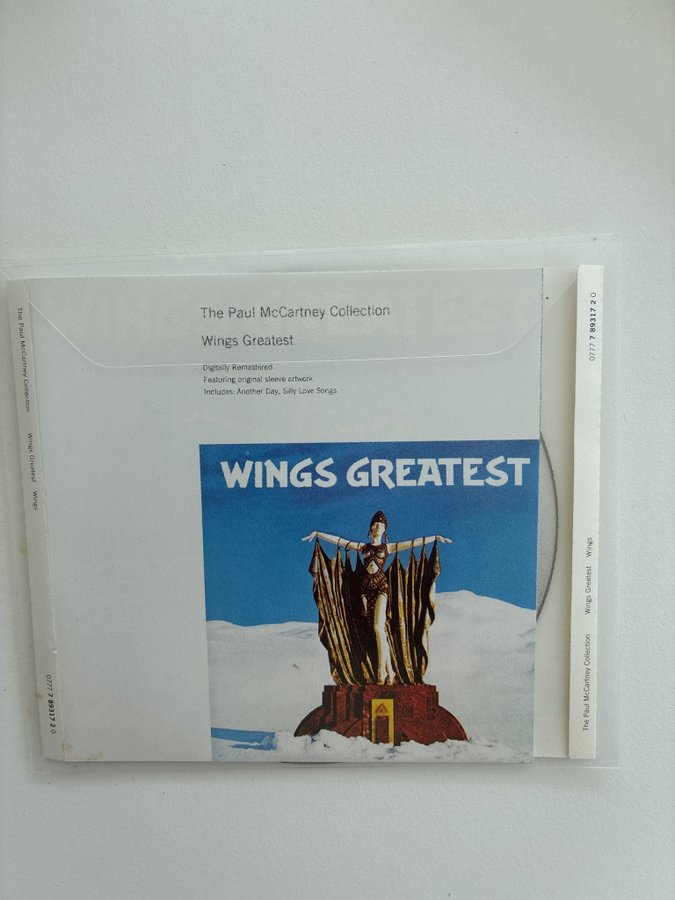 The Paul McCartney Collection
Wings Greatest
Digitally Remastered
Featuring original sleeve artwork
Includes: Another Day, Silly Love Songs
WINGS GREATEST
The Paul McCartney Collection Wings Greatest Wings 0777 7 89317 2 0
The Paul McCartney Collection Wings Greatest Wings 0777 7 89317 2 0